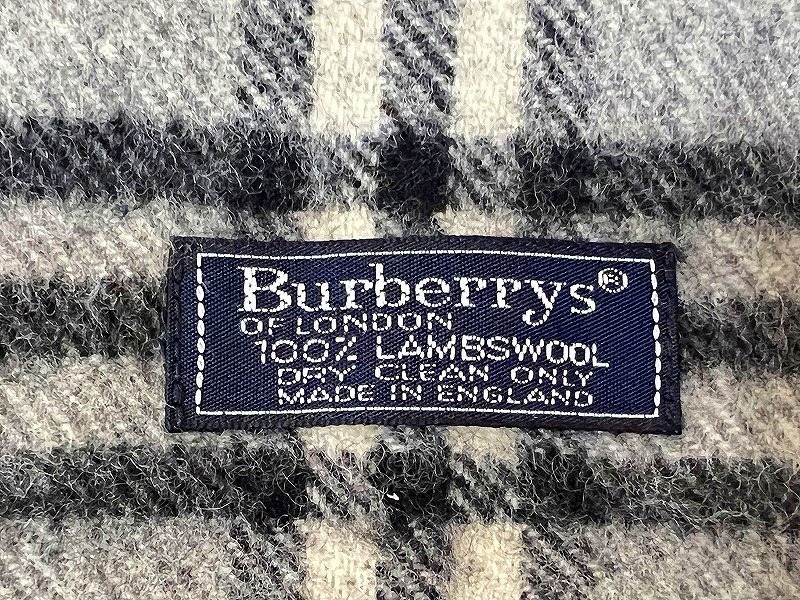 Burberrys®
OF LONDON
100% LAMBSWOOL
DRY CLEAN ONLY
MADE IN ENGLAND